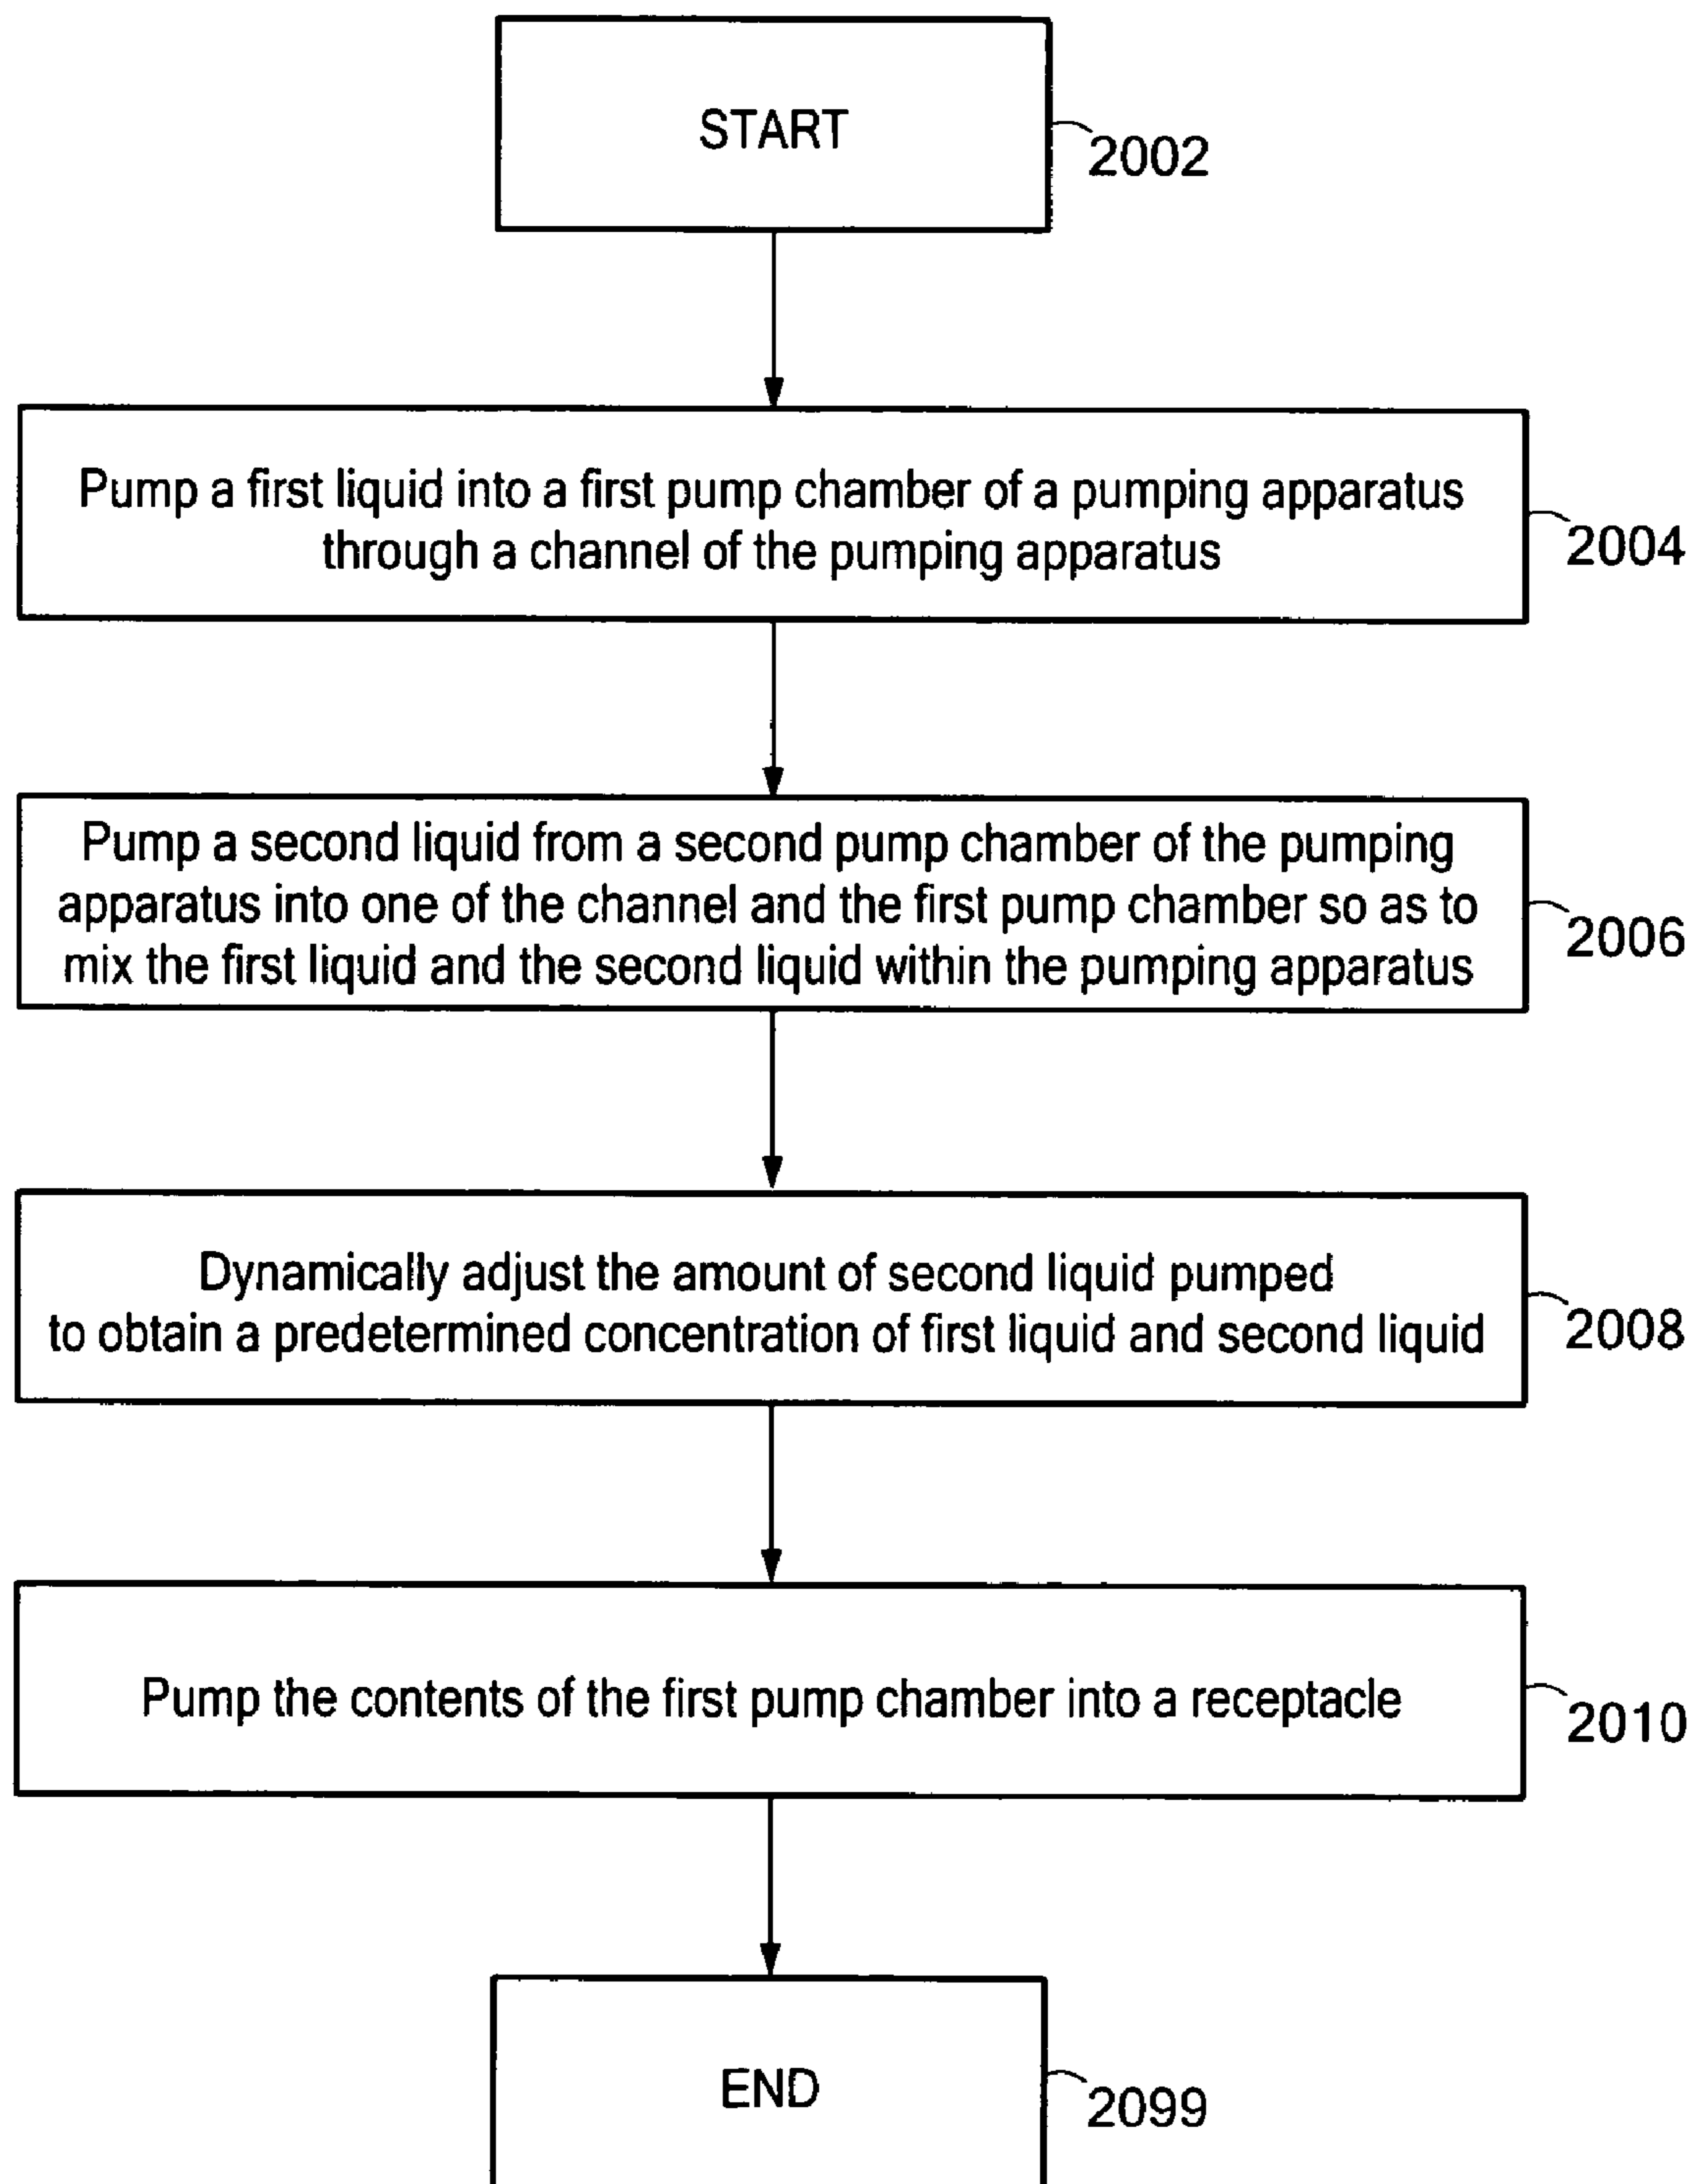 START
2002
Pump a first liquid into a first pump chamber of a pumping apparatus
through a channel of the pumping apparatus
2004
Pump a second liquid from a second pump chamber of the pumping
apparatus into one of the channel and the first pump chamber so as to
mix the first liquid and the second liquid within the pumping apparatus
2006
Dynamically adjust the amount of second liquid pumped
to obtain a predetermined concentration of first liquid and second liquid
2008
Pump the contents of the first pump chamber into a receptacle
2010
END
2099